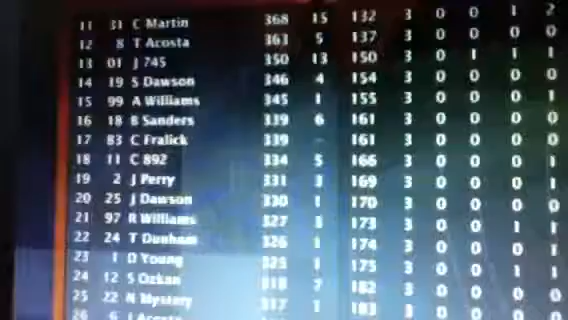 11 31 C Martin 368 15 132 3 0 0 1 2
12 8 T Acosta 363 5 137 3 0 0 0 0
13 01 J 745 350 13 150 3 0 1 1 1
14 19 S Dawson 346 4 154 3 0 0 0 0
15 99 A Williams 345 1 155 3 0 0 0 1
16 18 B Sanders 339 6 161 3 0 0 0 0
17 83 C Fralick 339 - 161 3 0 0 0 0
18 11 C 892 334 5 166 3 0 0 0 1
19 2 J Perry 331 3 169 3 0 0 0 1
20 25 J Dawson 330 1 170 3 0 0 0 0
21 97 R Williams 327 3 173 3 0 0 1 1
22 24 T Dunham 326 1 174 3 0 0 0 1
23 1 D Young 325 1 175 3 0 0 1 1
24 12 S Ozkan 318 7 182 3 0 0 0 0
25 22 N Mystery 317 1 183 3 0 0 0
26 6 J Acosta